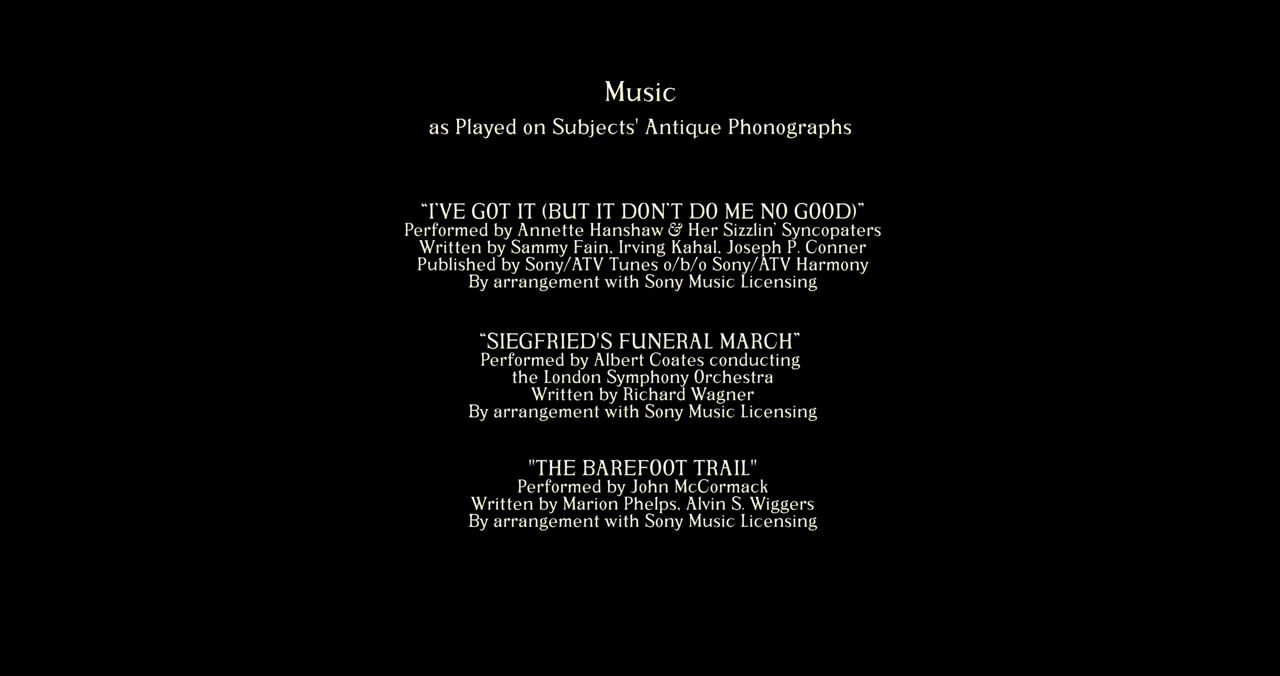 Music
as Played on Subjects' Antique Phonographs
“I'VE GOT IT (BUT IT DON'T DO ME NO GOOD)”
Performed by Annette Hanshaw & Her Sizzlin' Syncopaters
Written by Sammy Fain, Irving Kahal, Joseph P. Conner
Published by Sony/ATV Tunes o/b/o Sony/ATV Harmony
By arrangement with Sony Music Licensing
“SIEGFRIED'S FUNERAL MARCH”
Performed by Albert Coates conducting
the London Symphony Orchestra
Written by Richard Wagner
By arrangement with Sony Music Licensing
"THE BAREFOOT TRAIL"
Performed by John McCormack
Written by Marion Phelps, Alvin S. Wiggers
By arrangement with Sony Music Licensing